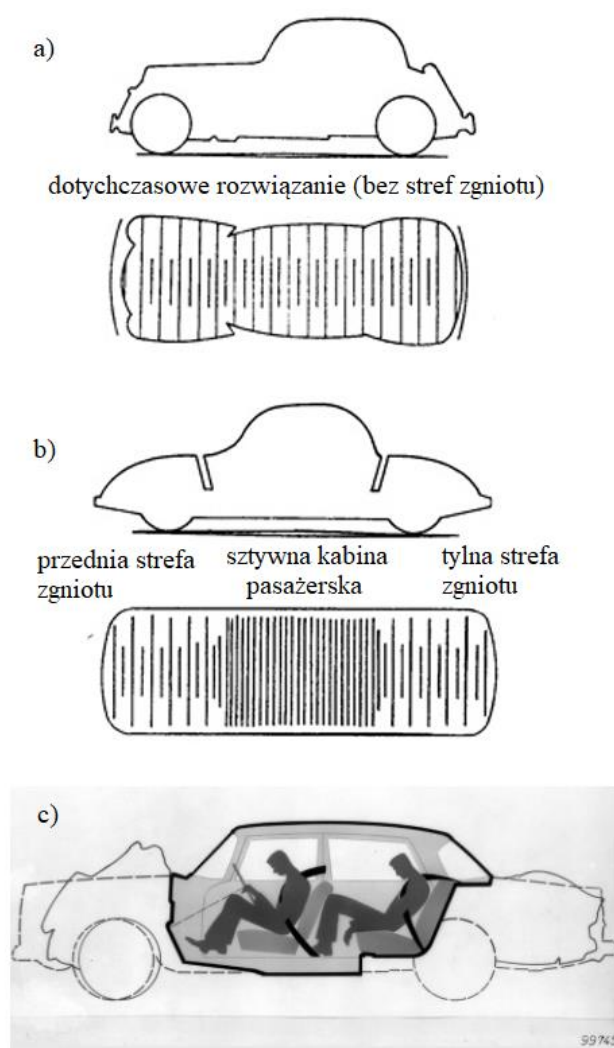 a)
dotychczasowe rozwiązanie (bez stref zgniotu)
b)
przednia strefa
zgniotu
sztywna kabina
pasażerska
tylna strefa
zgniotu
c)